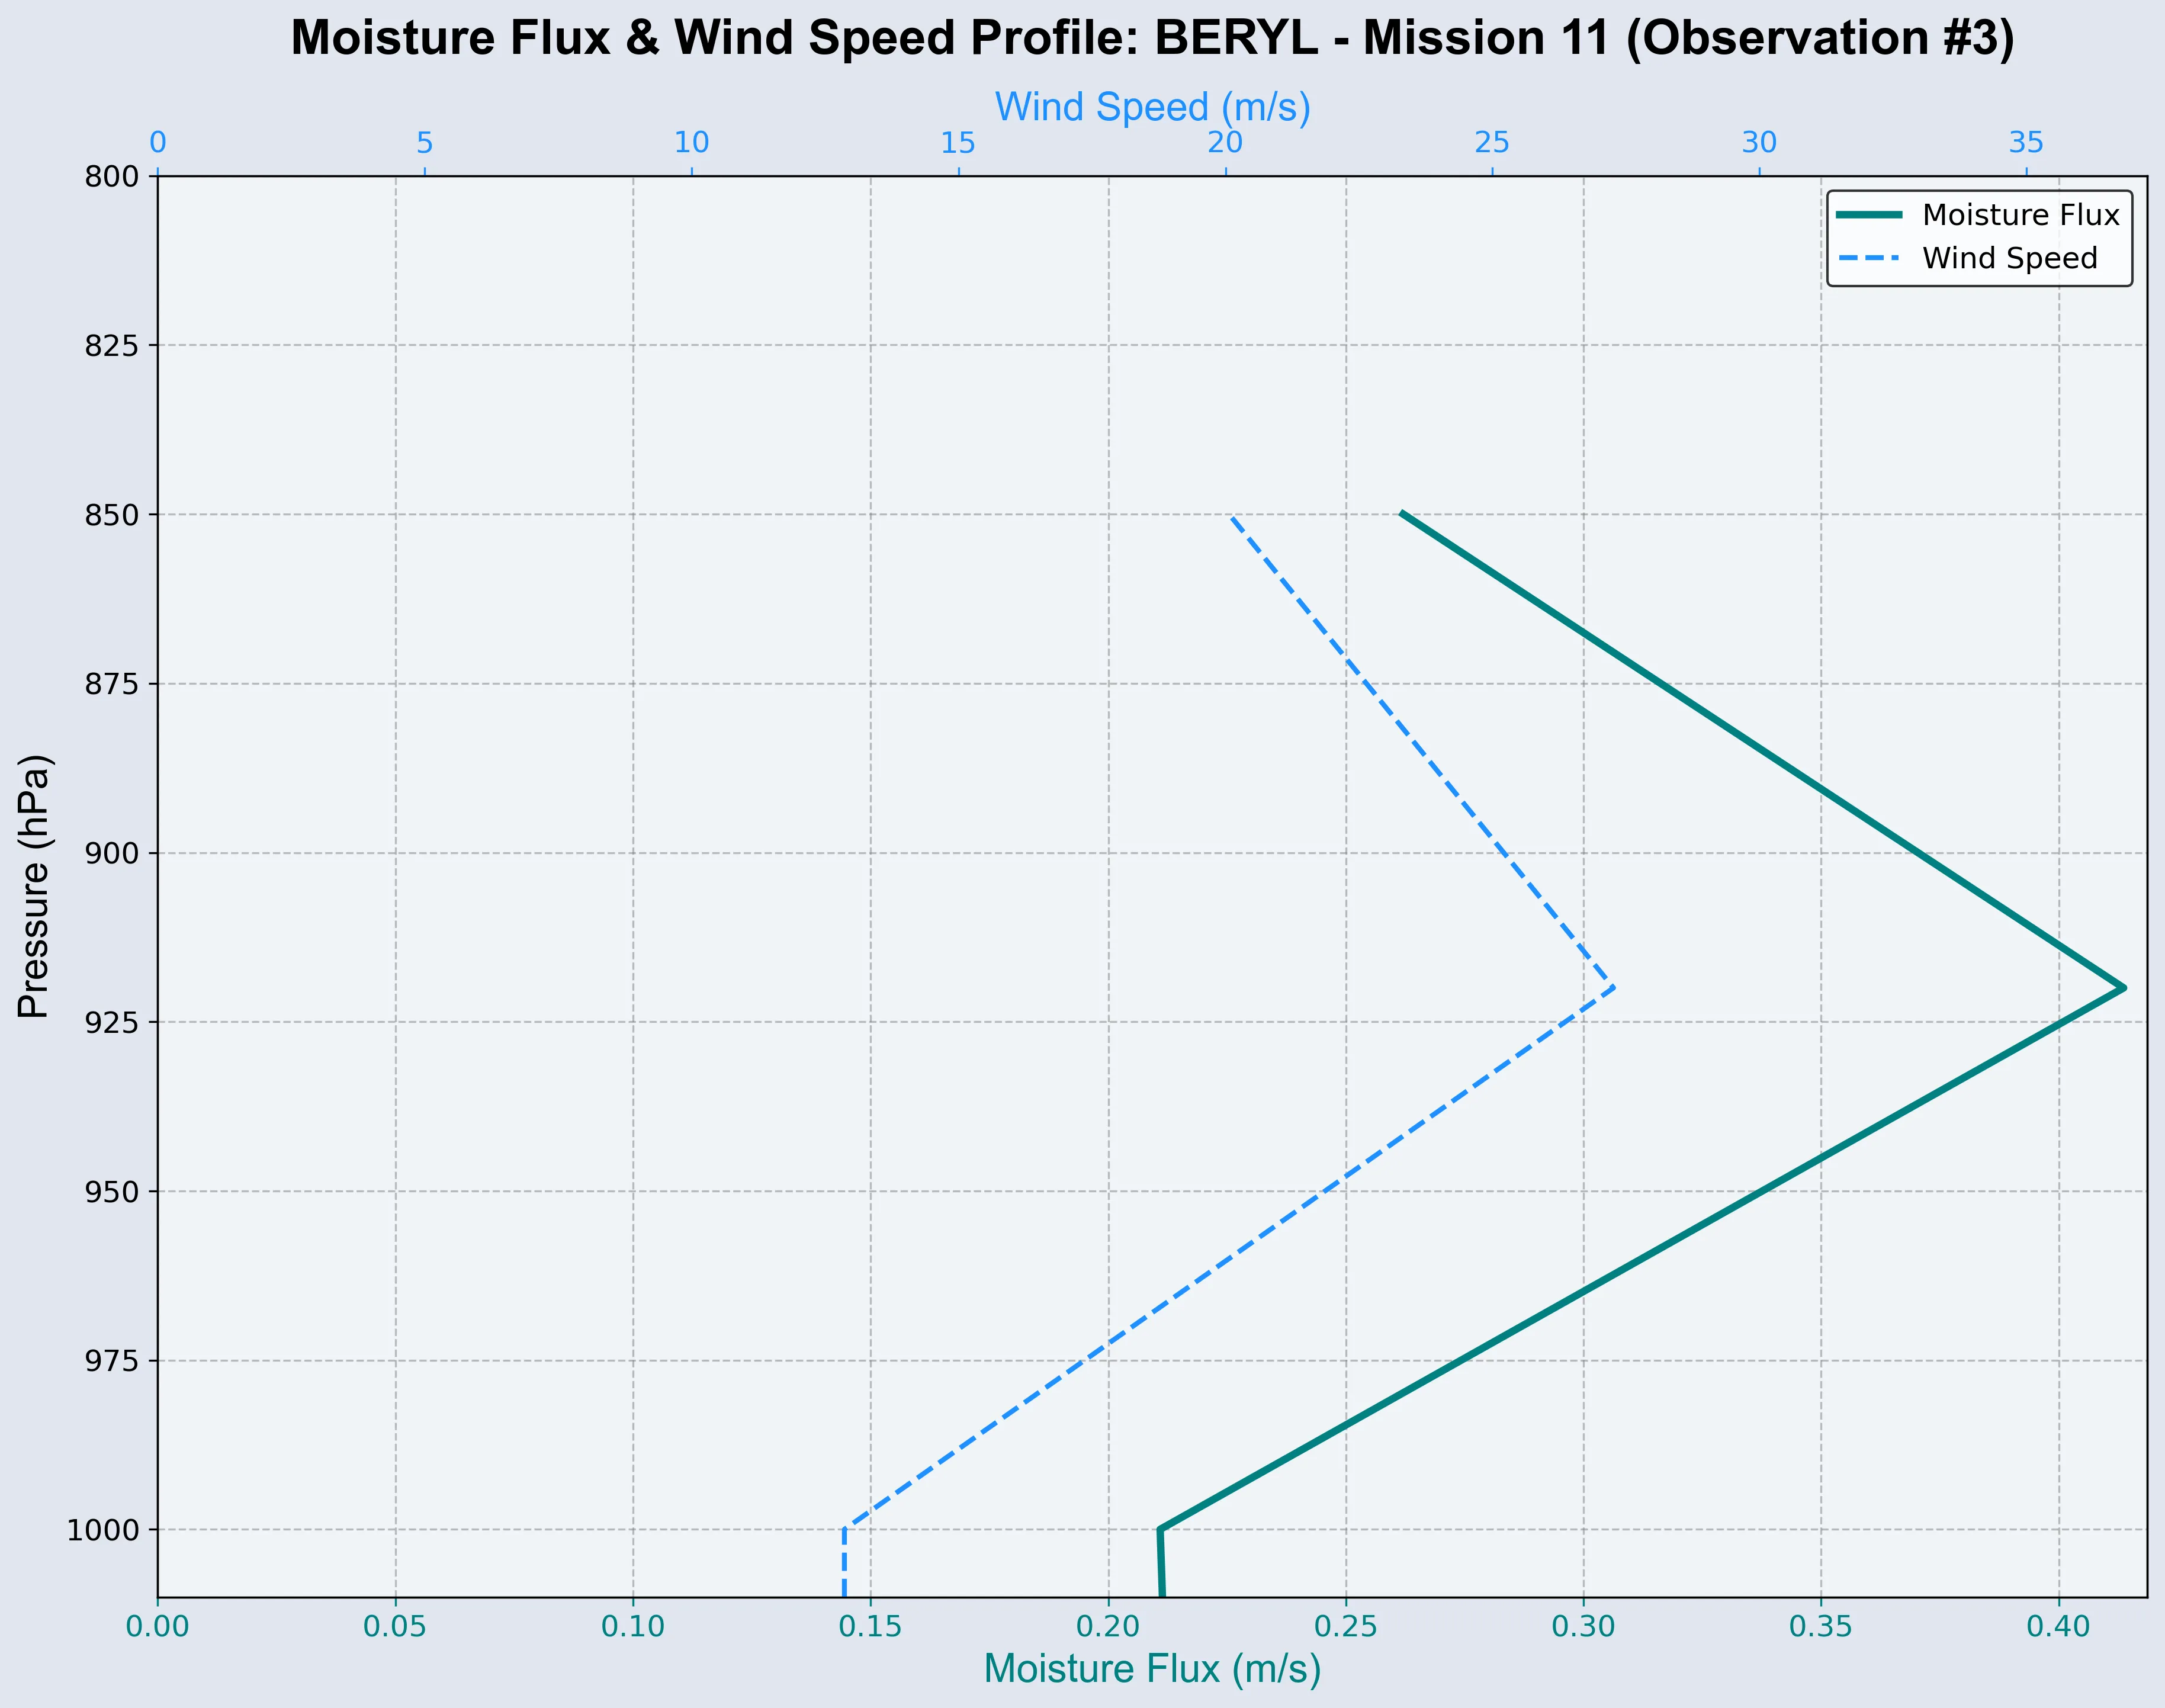 Moisture Flux & Wind Speed Profile: BERYL - Mission 11 (Observation #3)
Wind Speed (m/s)
0 5 10 15 20 25 30 35
Moisture Flux
Wind Speed
800
825
850
875
900
925
950
975
1000
Pressure (hPa)
0.00 0.05 0.10 0.15 0.20 0.25 0.30 0.35 0.40
Moisture Flux (m/s)